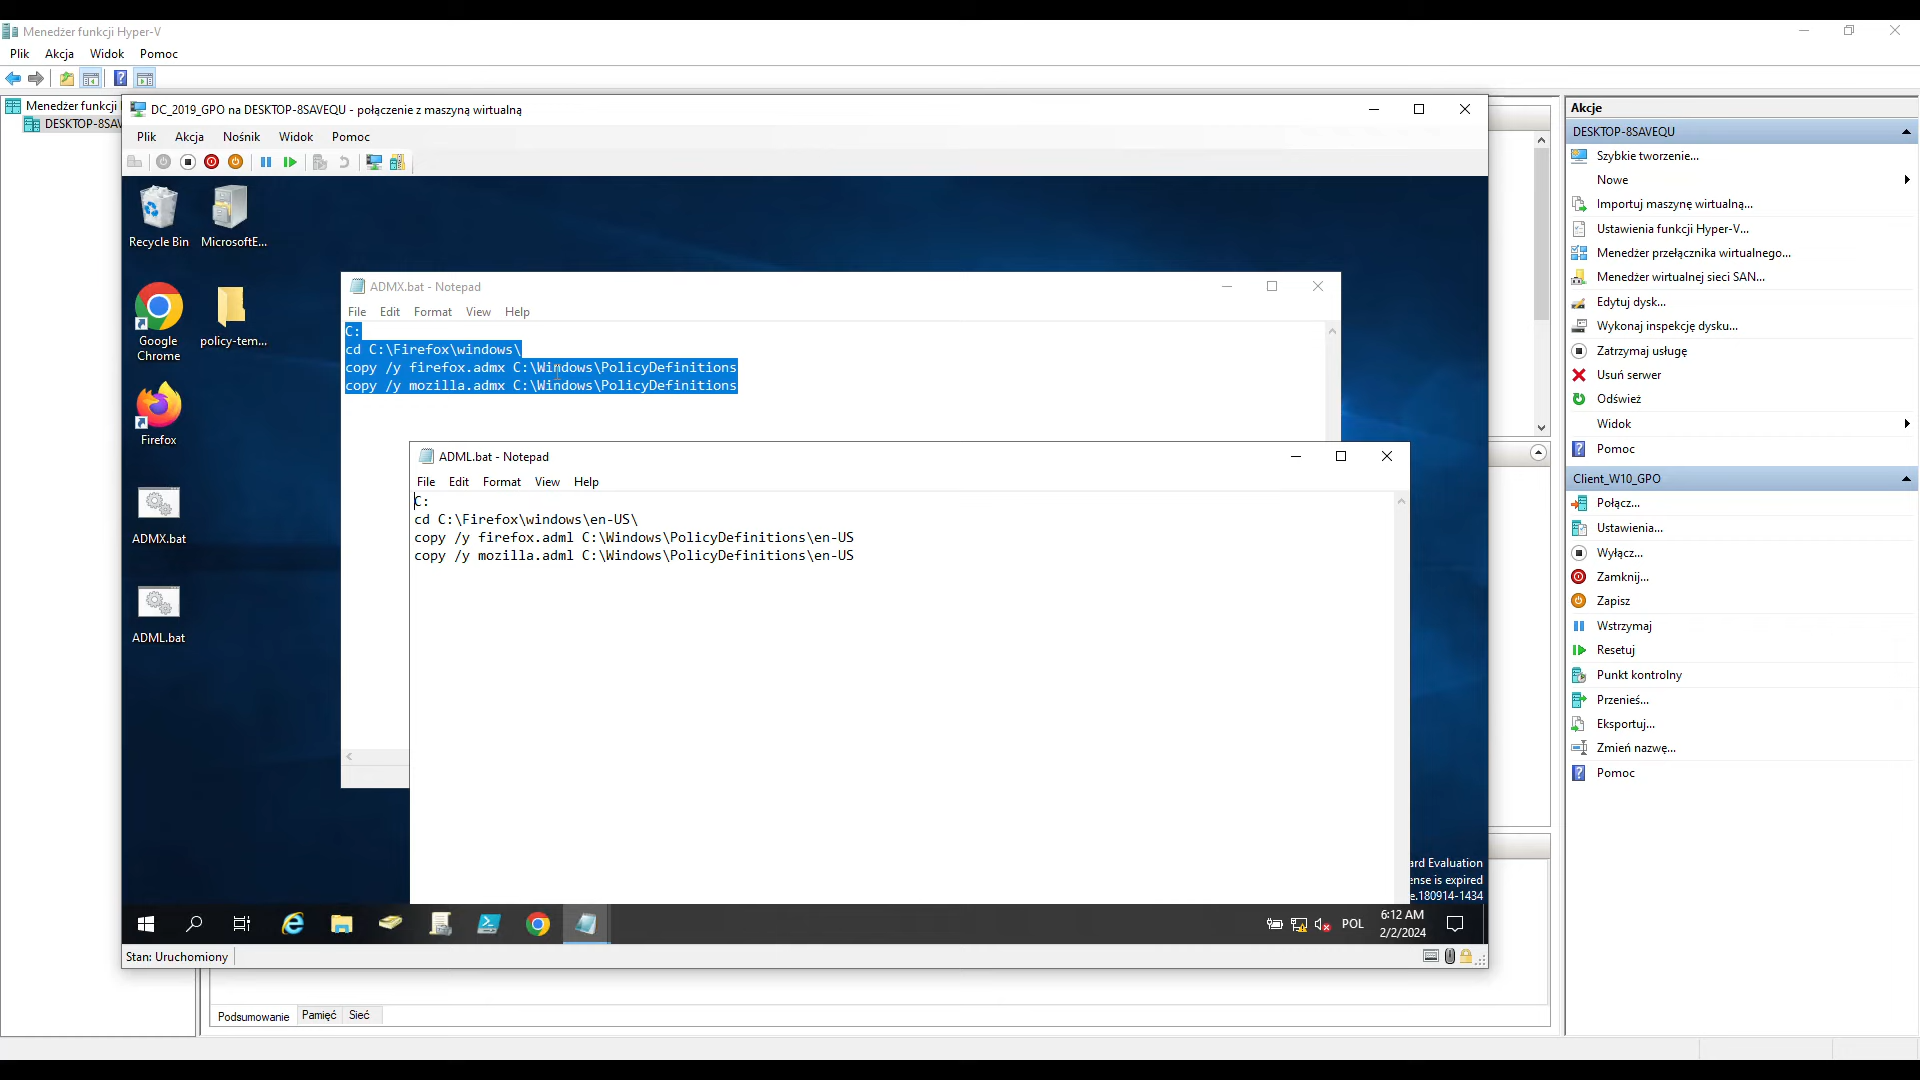 Menedżer funkcji Hyper-V
Plik Akcja Widok Pomoc
Menedżer funkcji
DESKTOP-8SAV
DC_2019_GPO na DESKTOP-8SAVEQU - połączenie z maszyną wirtualną
Plik Akcja Nośnik Widok Pomoc
Recycle Bin
MicrosoftE...
Google
Chrome
policy-tem...
Firefox
ADMX.bat
ADML.bat
ADMX.bat - Notepad
File Edit Format View Help
C:
cd C:\Firefox\windows\
copy /y firefox.admx C:\Windows\PolicyDefinitions
copy /y mozilla.admx C:\Windows\PolicyDefinitions
ADML.bat - Notepad
File Edit Format View Help
C:
cd C:\Firefox\windows\en-US\
copy /y firefox.adml C:\Windows\PolicyDefinitions\en-US
copy /y mozilla.adml C:\Windows\PolicyDefinitions\en-US
ard Evaluation
ense is expired
e.180914-1434
POL
6:12 AM
2/2/2024
Stan: Uruchomiony
Podsumowanie Pamięć Sieć
Akcje
DESKTOP-8SAVEQU
Szybkie tworzenie...
Nowe
Importuj maszynę wirtualną...
Ustawienia funkcji Hyper-V...
Menedżer przełącznika wirtualnego...
Menedżer wirtualnej sieci SAN...
Edytuj dysk...
Wykonaj inspekcję dysku...
Zatrzymaj usługę
Usuń serwer
Odśwież
Widok
Pomoc
Client_W10_GPO
Połącz...
Ustawienia...
Wyłącz...
Zamknij...
Zapisz
Wstrzymaj
Resetuj
Punkt kontrolny
Przenieś...
Eksportuj...
Zmień nazwę...
Pomoc